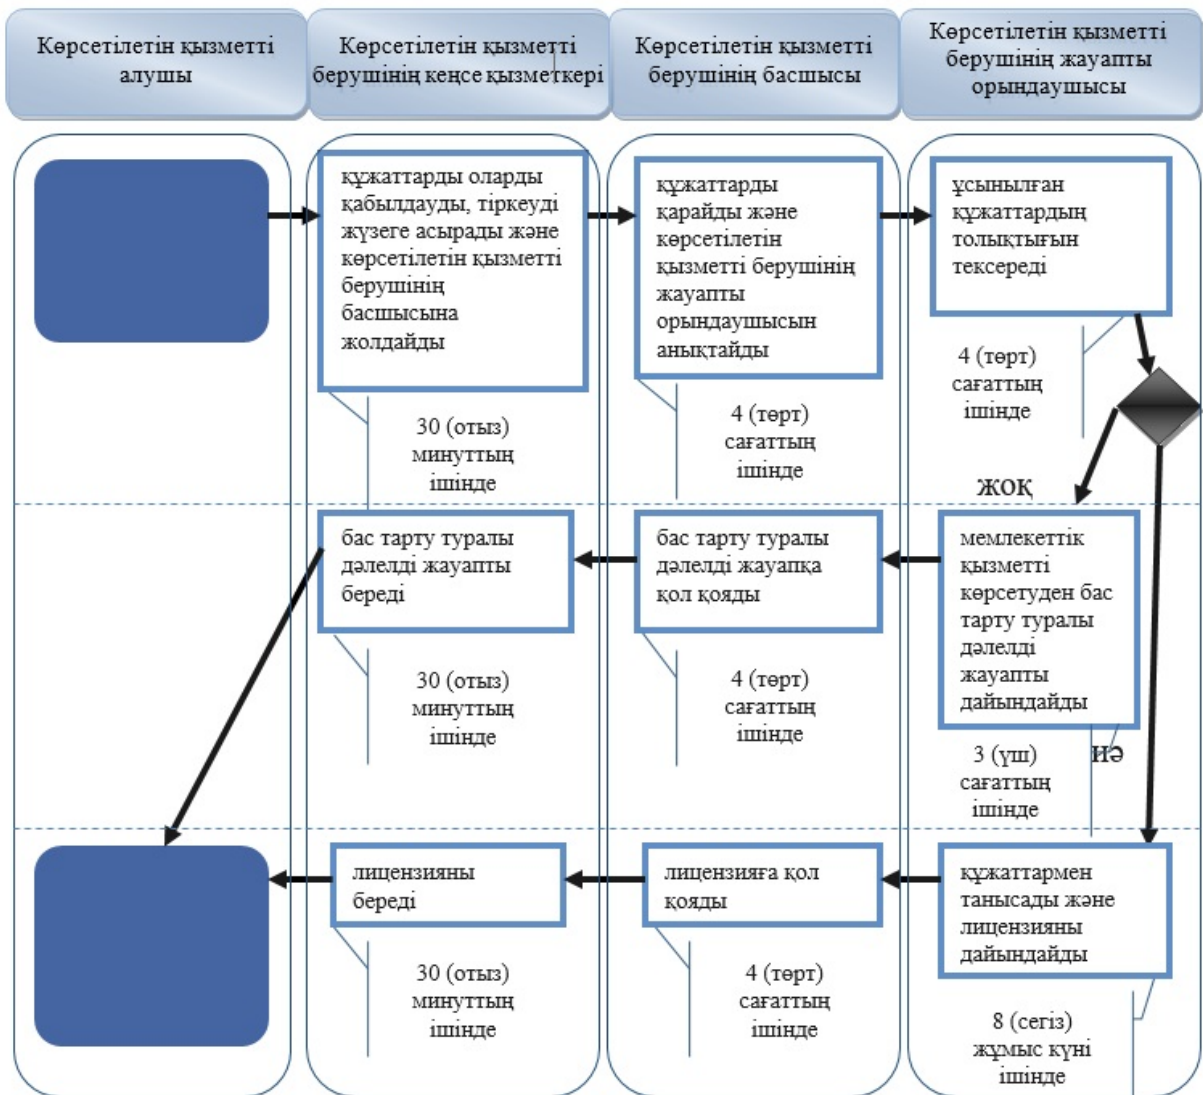 Көрсетілетін қызметті
алушы
Көрсетілетін қызметті
берушінің кеңсе қызметкері
Көрсетілетін қызметті
берушінің басшысы
Көрсетілетін қызметті
берушінің жауапты
орындаушысы
құжаттарды оларды
қабылдауды, тіркеуді
жүзеге асырады және
көрсетілетін қызметті
берушінің
басшысына
жолдайды
30 (отыз)
минуттың
ішінде
құжаттарды
қарайды және
көрсетілетін
қызметті берушінің
жауапты
орындаушысын
анықтайды
4 (төрт)
сағаттың
ішінде
ұсынылған
құжаттардың
толықтығын
тексереді
4 (төрт)
сағаттың
ішінде
жоқ
бас тарту туралы
дәлелді жауапты
береді
30 (отыз)
минуттың
ішінде
бас тарту туралы
дәлелді жауапқа
қол қояды
4 (төрт)
сағаттың
ішінде
мемлекеттік
қызметті
көрсетуден бас
тарту туралы
дәлелді
жауапты
дайындайды
3 (үш)
сағаттың
ішінде
иә
лицензияны
береді
30 (отыз)
минуттың
ішінде
лицензияға қол
қояды
4 (төрт)
сағаттың
ішінде
құжаттармен
танысады және
лицензияны
дайындайды
8 (сегіз)
жұмыс күні
ішінде